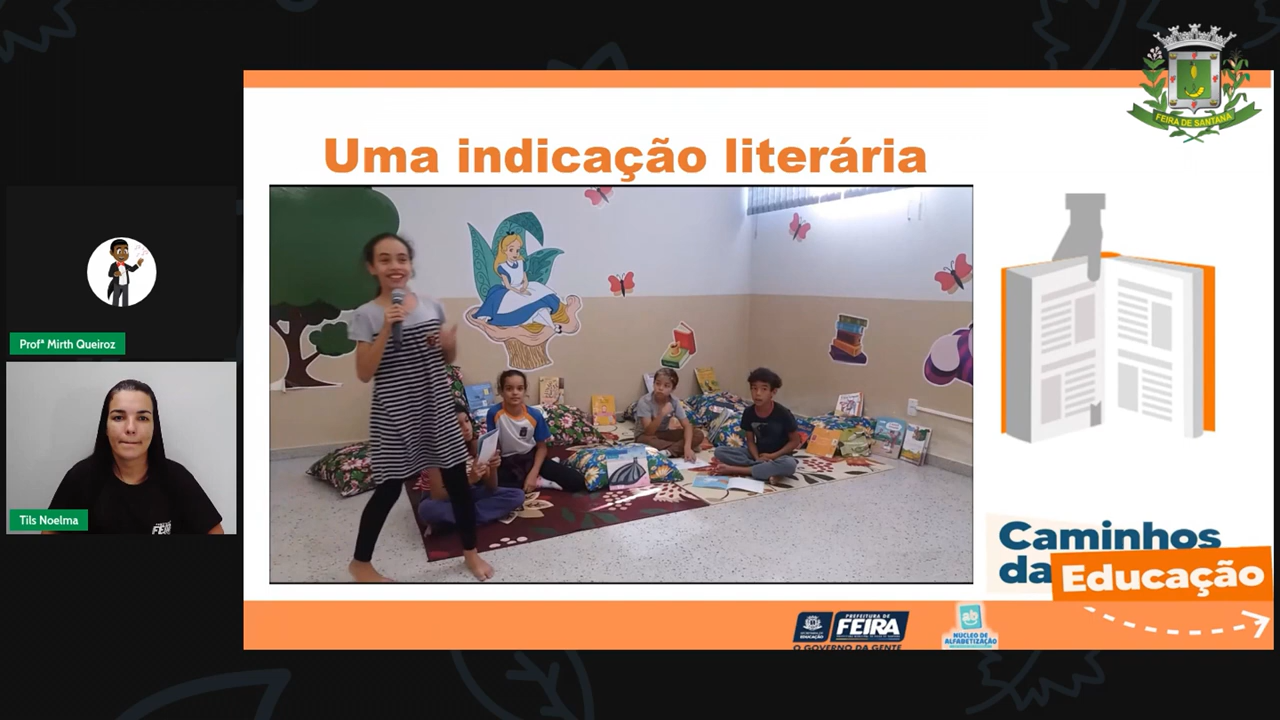 FEIRA DE SANTANA
Uma indicação literária
Profª Mirth Queiroz
Tils Noelma
Caminhos
da Educação
PREFEITURA DE
FEIRA
EDUCAÇÃO
O GOVERNO DA GENTE
NÚCLEO DE
ALFABETIZAÇÃO